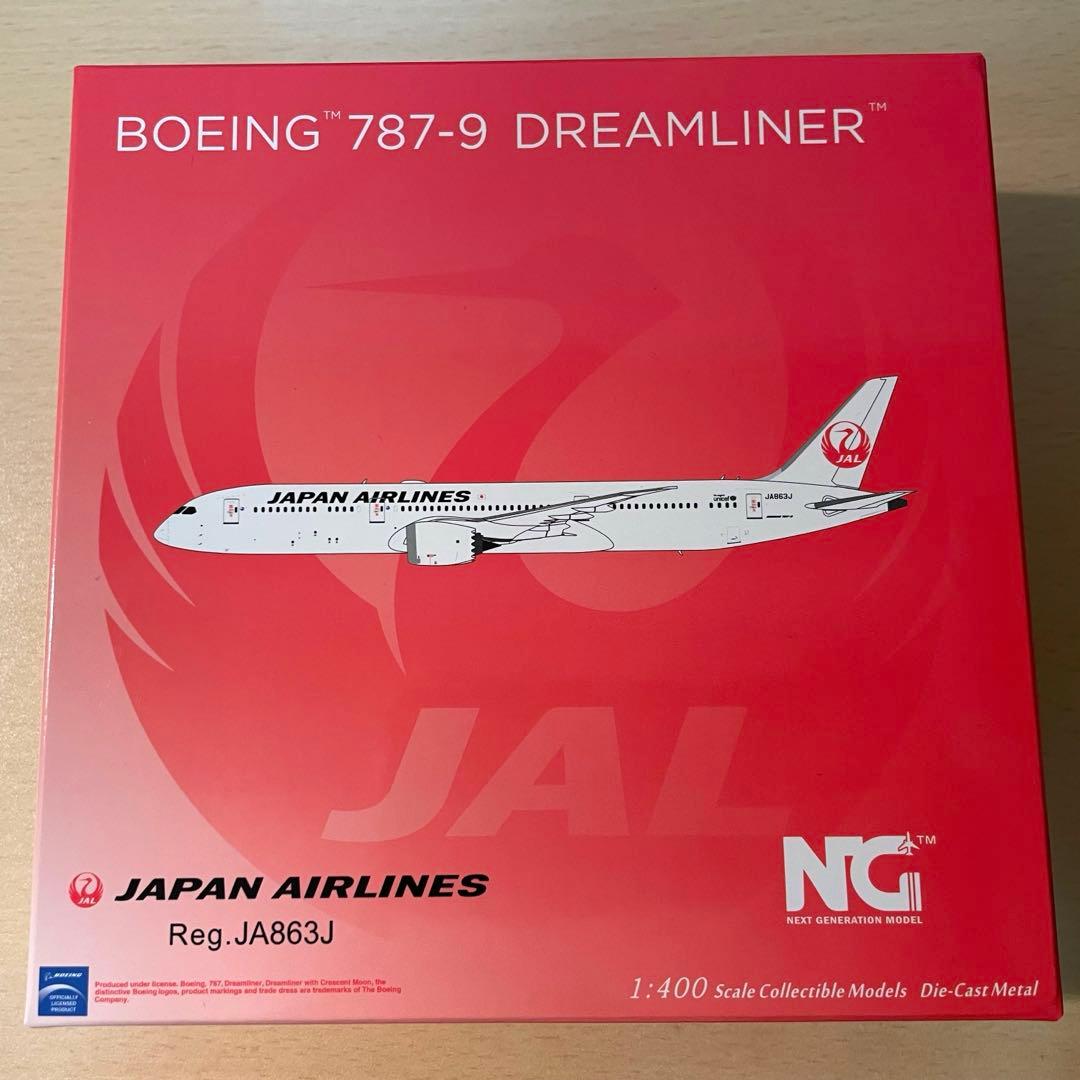 BOEING™ 787-9 DREAMLINER™
JAL
JAPAN AIRLINES
unicef
JA863J
JAL
JAL JAPAN AIRLINES
Reg.JA863J
NG™
NEXT GENERATION MODEL
BOEING
OFFICIALLY
LICENSED
PRODUCT
Produced under license. Boeing, 787, Dreamliner, Dreamliner with Crescent Moon, the
distinctive Boeing logos, product markings and trade dress are trademarks of The Boeing
Company.
1:400 Scale Collectible Models Die-Cast Metal